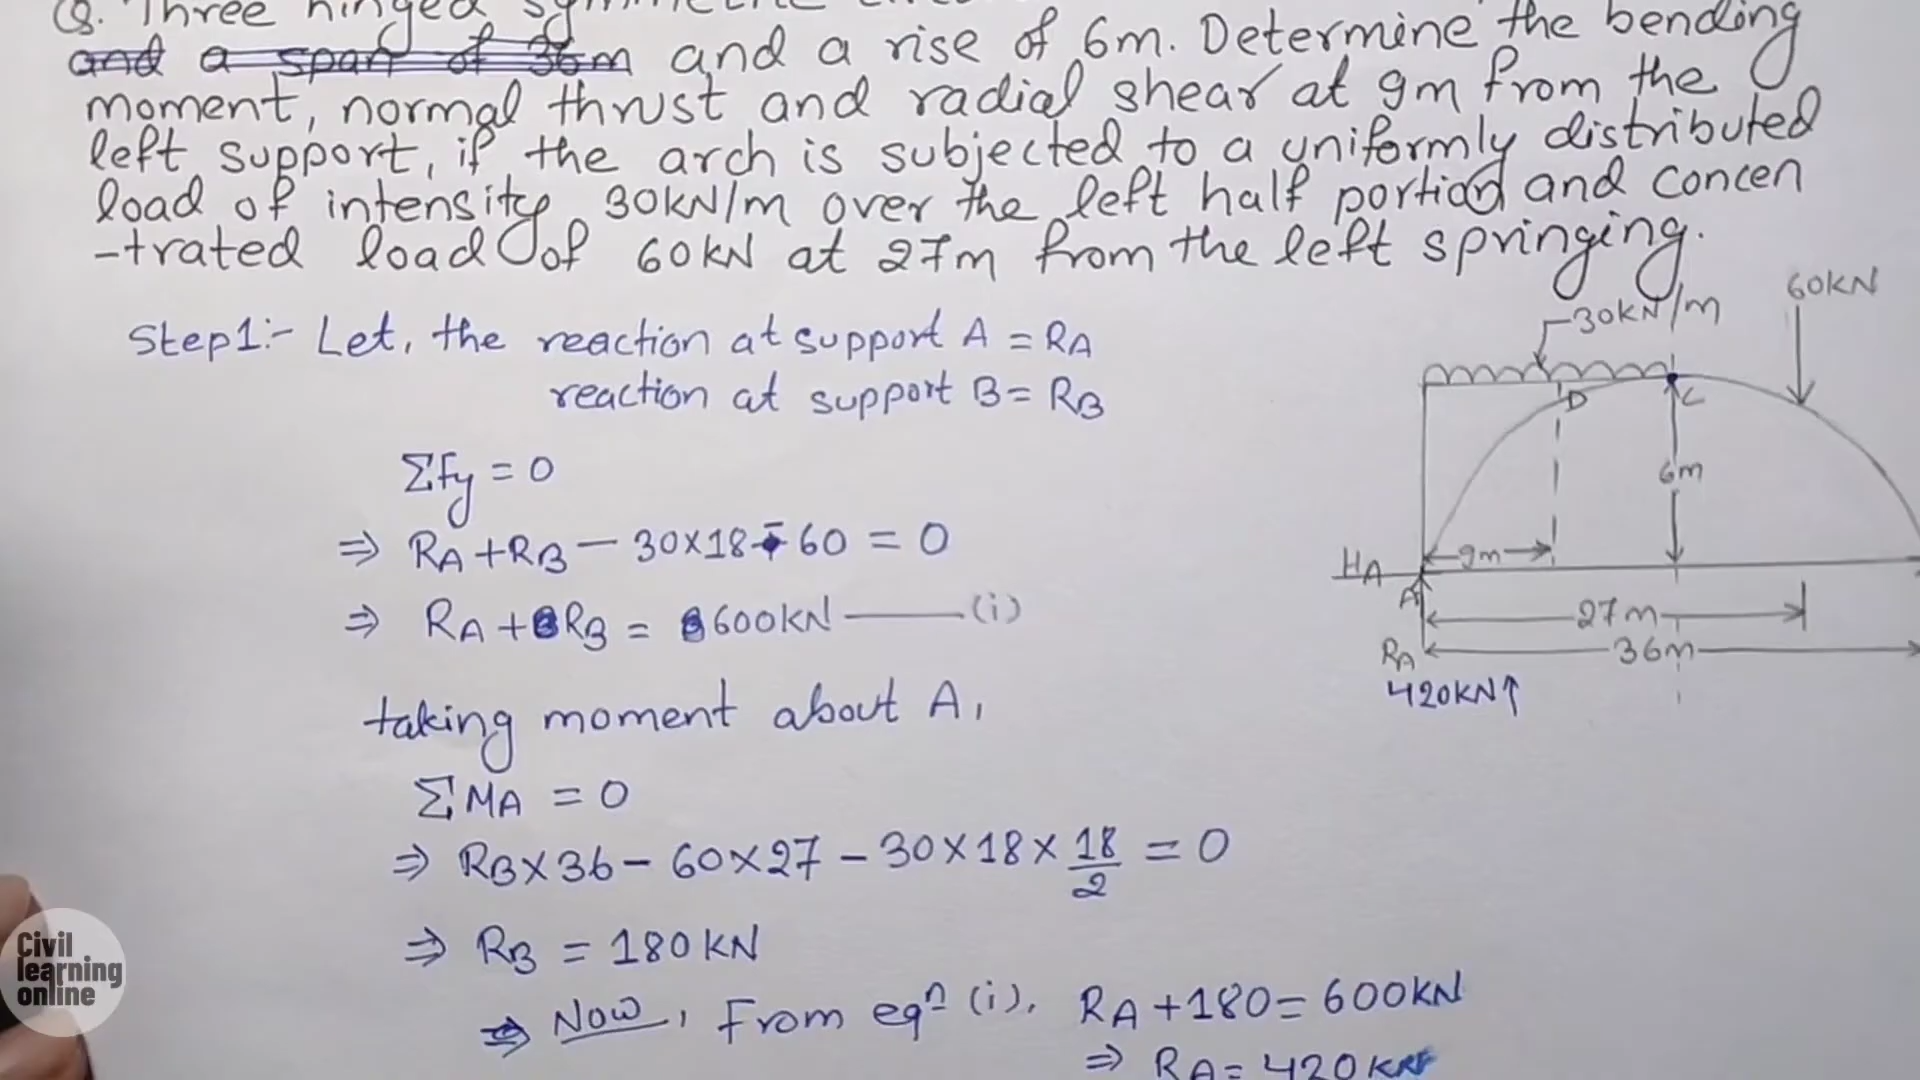 Q. Three hinged
and a span of 36m and a rise of 6m. Determine the bending
moment, normal thrust and radial shear at 9m from the
left support, if the arch is subjected to a uniformly distributed
load of intensity 30kN/m over the left half portion and concen
-trated load of 60kN at 27m from the left springing.
Step1:- Let, the reaction at support A = RA
reaction at support B = RB
ΣFy = 0
⇒ RA + RB - 30×18 - 60 = 0
⇒ RA + RB = 600kN —— (i)
taking moment about A,
ΣMA = 0
⇒ RB×36 - 60×27 - 30×18×18/2 = 0
⇒ RB = 180kN
⇒ Now, From eqn (i), RA + 180 = 600kN
⇒ RA = 420kN
60kN
30kN/m
D
C
6m
HA
9m
A
27m
RA
36m
420kN↑
Civil
learning
online